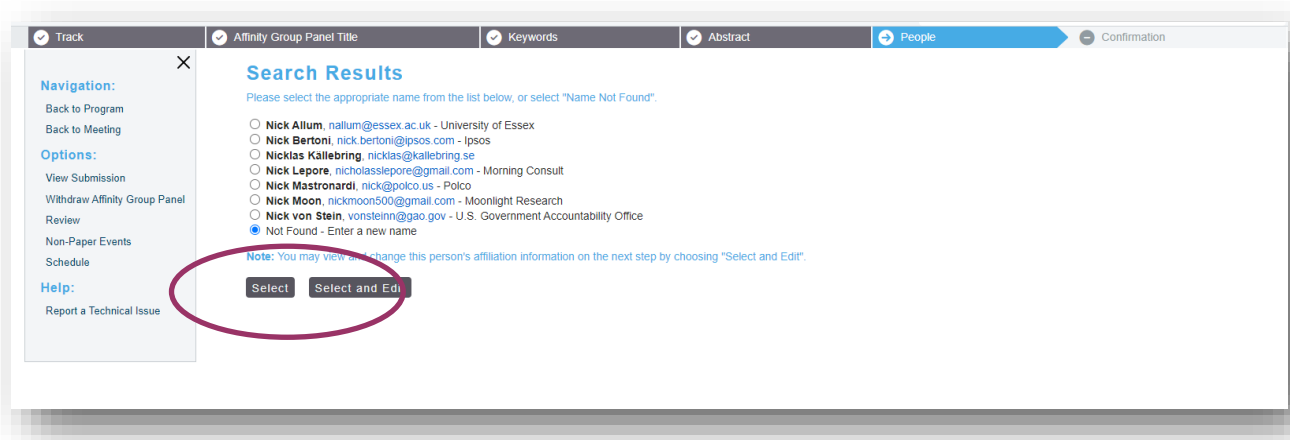 Track
Affinity Group Panel Title
Keywords
Abstract
People
Confirmation
Navigation:
Back to Program
Back to Meeting
Options:
View Submission
Withdraw Affinity Group Panel
Review
Non-Paper Events
Schedule
Help:
Report a Technical Issue
Search Results
Please select the appropriate name from the list below, or select "Name Not Found".
Nick Allum, nallum@essex.ac.uk - University of Essex
Nick Bertoni, nick.bertoni@ipsos.com - Ipsos
Nicklas Källebring, nicklas@kallebring.se
Nick Lepore, nicholasslepore@gmail.com - Morning Consult
Nick Mastronardi, nick@polco.us - Polco
Nick Moon, nickmoon500@gmail.com - Moonlight Research
Nick von Stein, vonsteinn@gao.gov - U.S. Government Accountability Office
Not Found - Enter a new name
Note: You may view and change this person's affiliation information on the next step by choosing "Select and Edit".
Select
Select and Edit